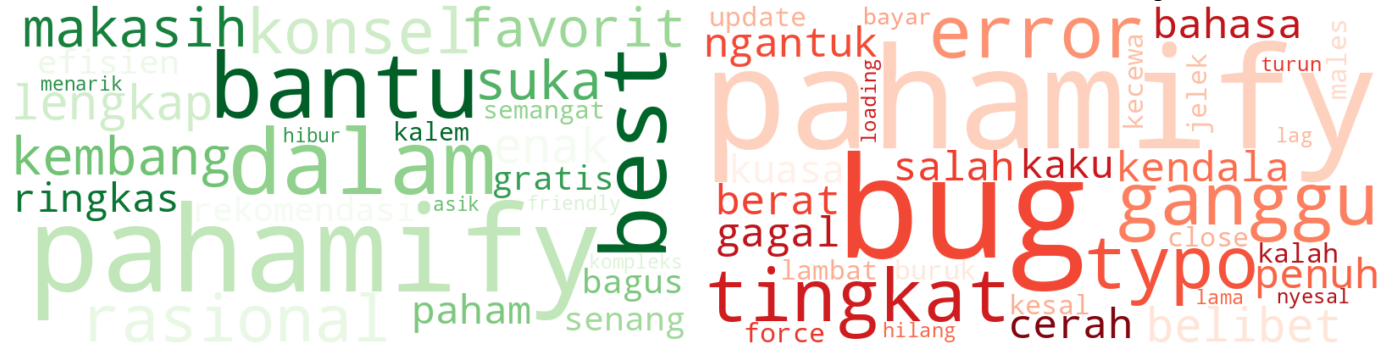 makasih
konsel
favorit
efisien
menarik
bantu
suka
best
lengkap
semangat
hibur
kalem
kembang
dalam
enak
gratis
ringkas
rekomendasi
asik
friendly
pahamify
kompleks
bagus
rasional
paham
senang
update
bayar
error
bahasa
ngantuk
kecewa
males
turun
pahamify
loading
jelek
lag
kuasa
salah
kaku
kendala
berat
bug
ganggu
gagal
close
kalah
typo
penuh
lambat
buruk
tingkat
kesal
lama
nyesal
force
hilang
cerah
belibet